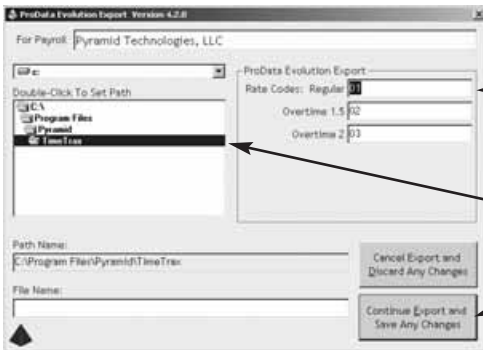 ProData Evolution Export Version 4.2.0
For Payroll: Pyramid Technologies, LLC
c:
Double-Click To Set Path
C:\
Program Files
Pyramid
TimeTrax
ProData Evolution Export
Rate Codes: Regular 01
Overtime 1.5 02
Overtime 2 03
Path Name:
C:\Program Files\Pyramid\TimeTrax
File Name:
Cancel Export and
Discard Any Changes
Continue Export and
Save Any Changes